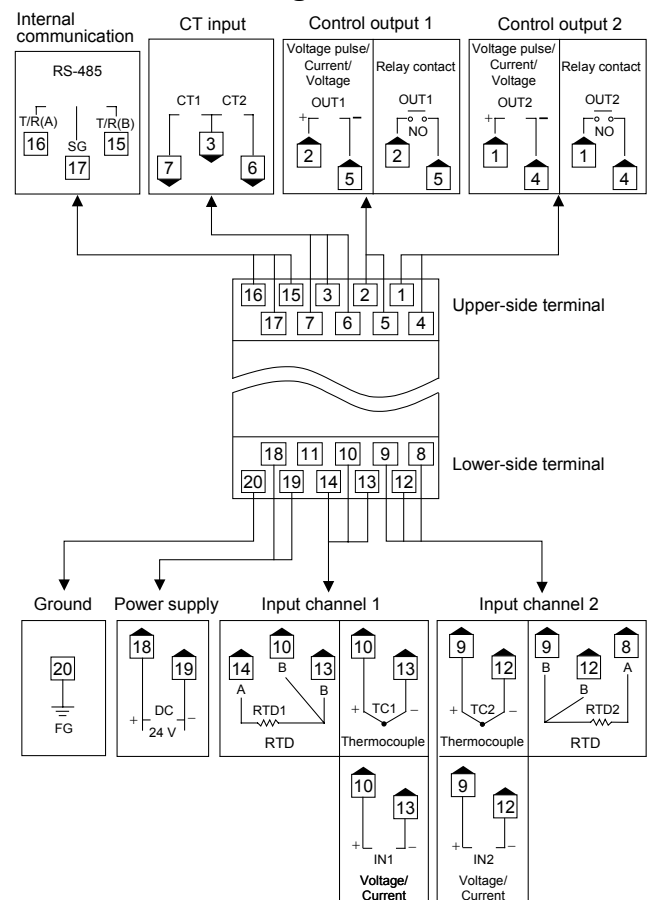 Internal
communication
CT input
Control output 1
Control output 2
RS-485
T/R(A)
T/R(B)
16
SG
15
17
CT1
CT2
3
7
6
Voltage pulse/
Current/
Voltage
OUT1
+
−
2
5
Relay contact
OUT1
NO
2
5
Voltage pulse/
Current/
Voltage
OUT2
+
−
1
4
Relay contact
OUT2
NO
1
4
16
15
3
2
1
17
7
6
5
4
Upper-side terminal
18
11
10
9
8
20
19
14
13
12
Lower-side terminal
Ground
Power supply
Input channel 1
Input channel 2
20
FG
18
19
+
DC
−
24 V
14
10
13
A
B
B
RTD1
RTD
10
13
+
TC1
−
Thermocouple
9
12
+
TC2
−
Thermocouple
9
12
8
B
B
A
RTD2
RTD
10
13
+
−
IN1
Voltage/
Current
9
12
+
−
IN2
Voltage/
Current